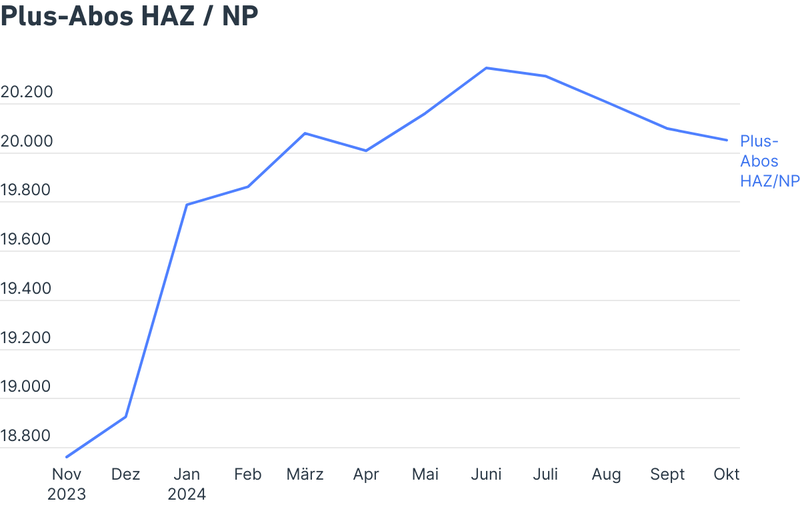 Plus-Abos HAZ / NP
20.200
20.000
19.800
19.600
19.400
19.200
19.000
18.800
Plus-
Abos
HAZ/NP
Nov Dez Jan Feb März Apr Mai Juni Juli Aug Sept Okt
2023 2024